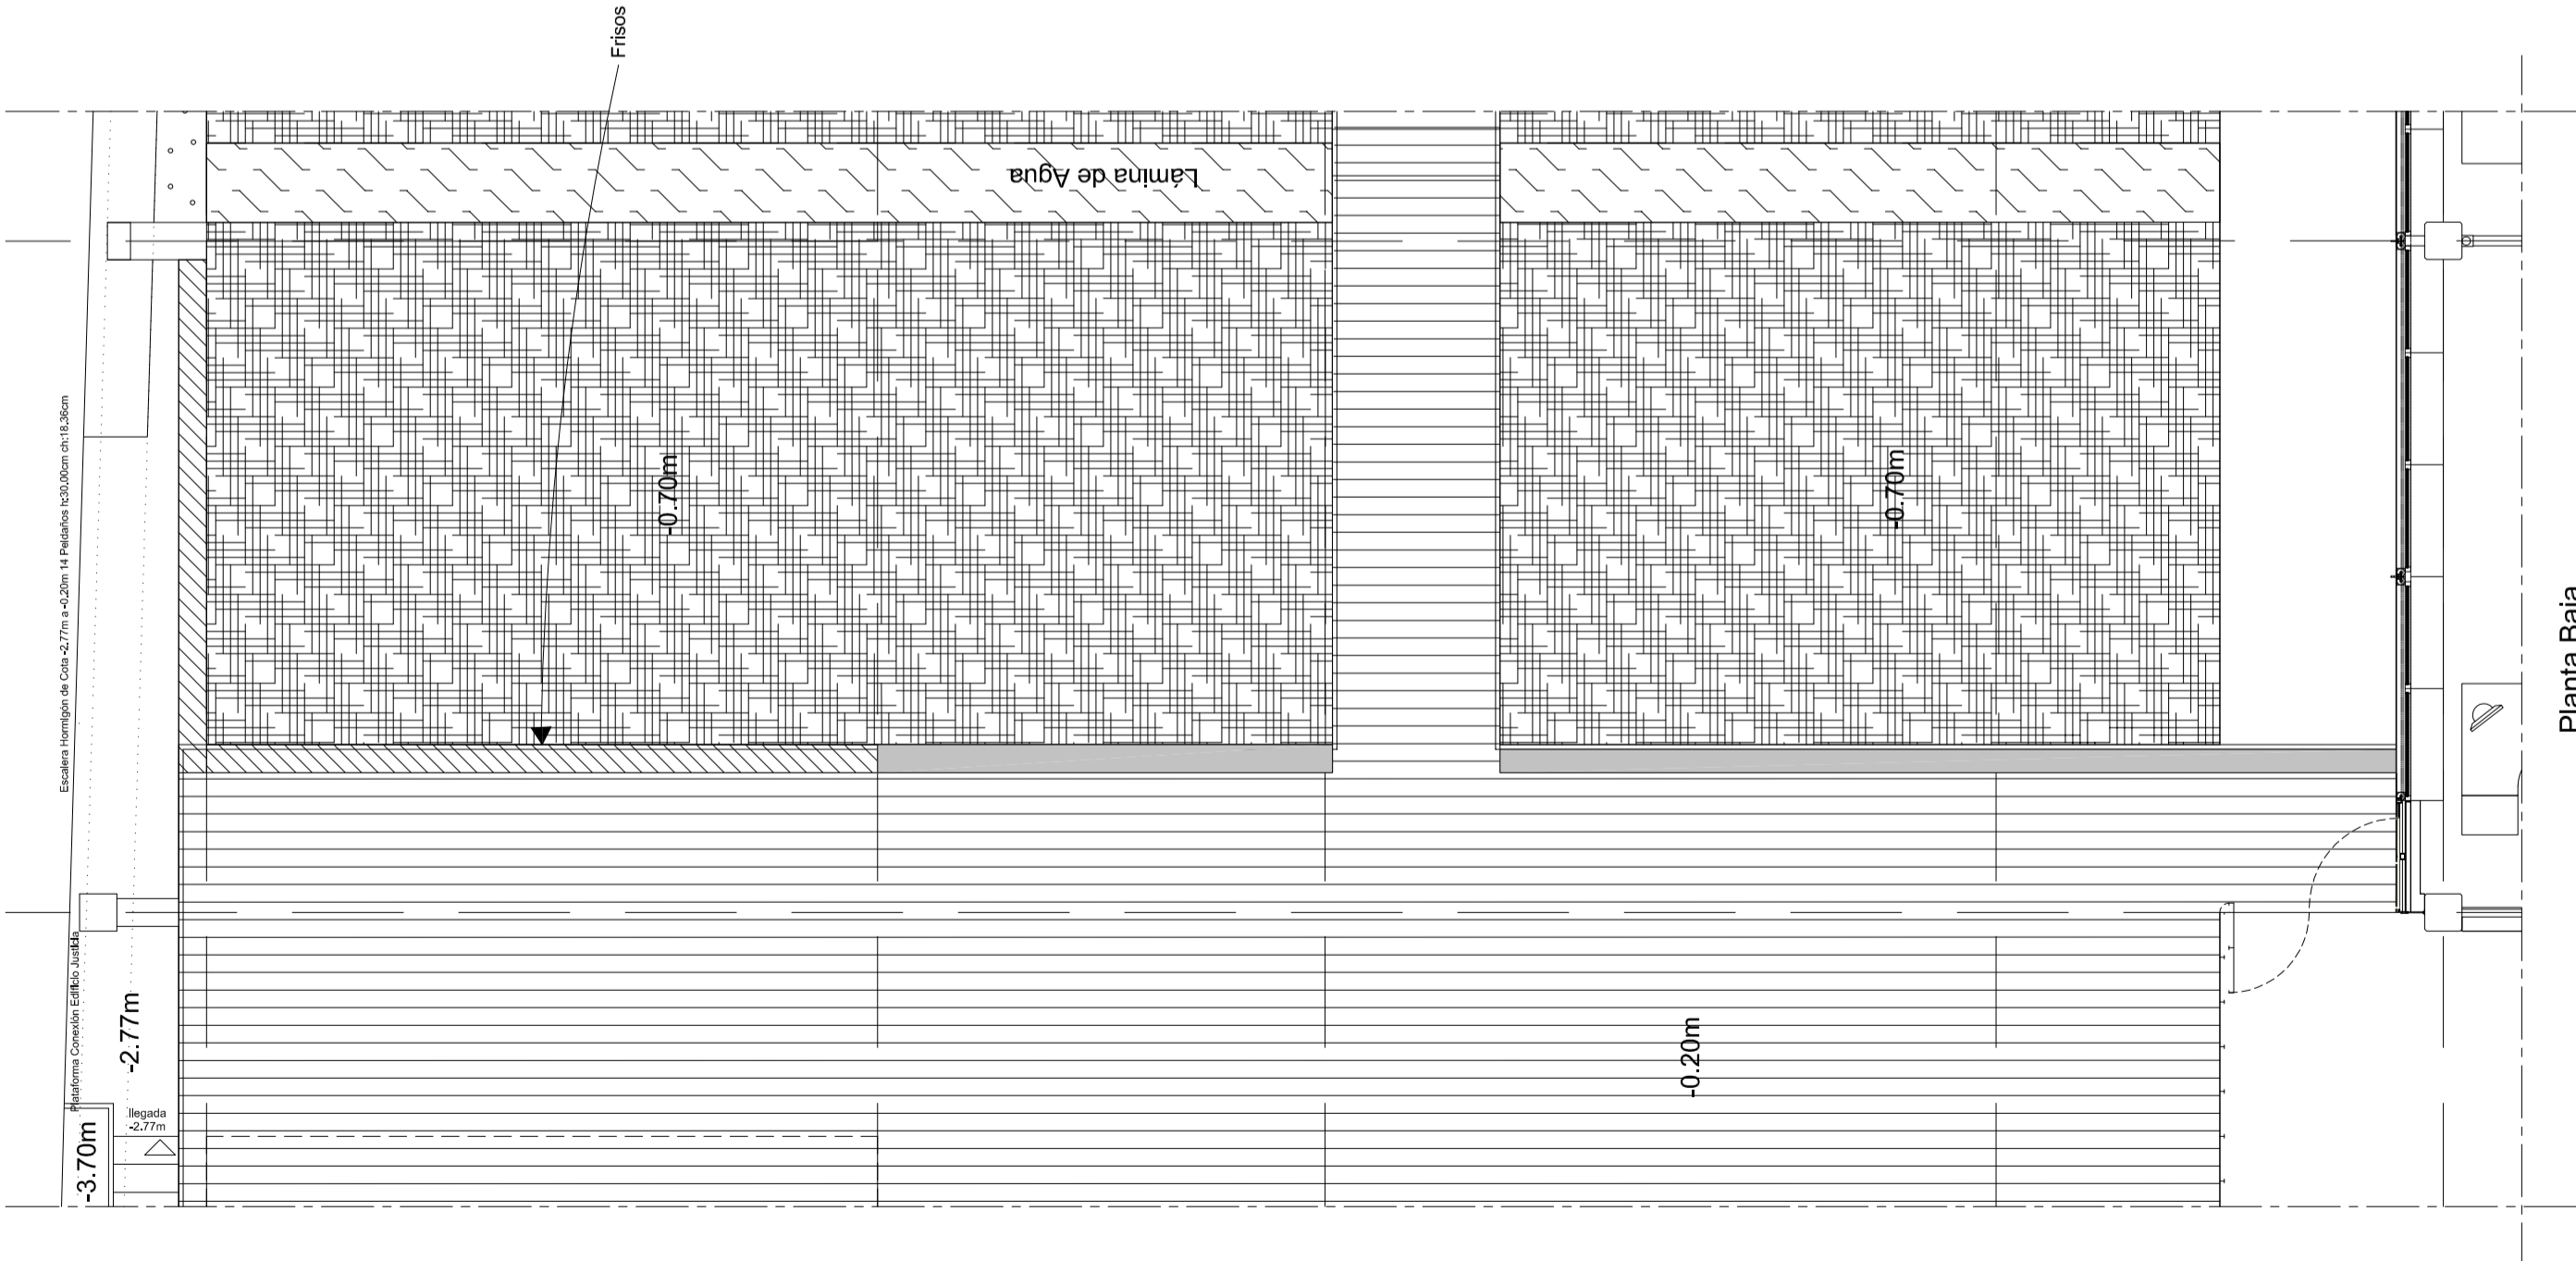 Frisos
Lámina de Agua
-0.70m
-0.70m
Escalera Hormigón de Cota -2.77m a -0.20m 14 Peldaños h:30.00cm ch:18.36cm
Plataforma Conexión Edificio Justicia
-2.77m
llegada
-2.77m
-3.70m
-0.20m
Planta Baja